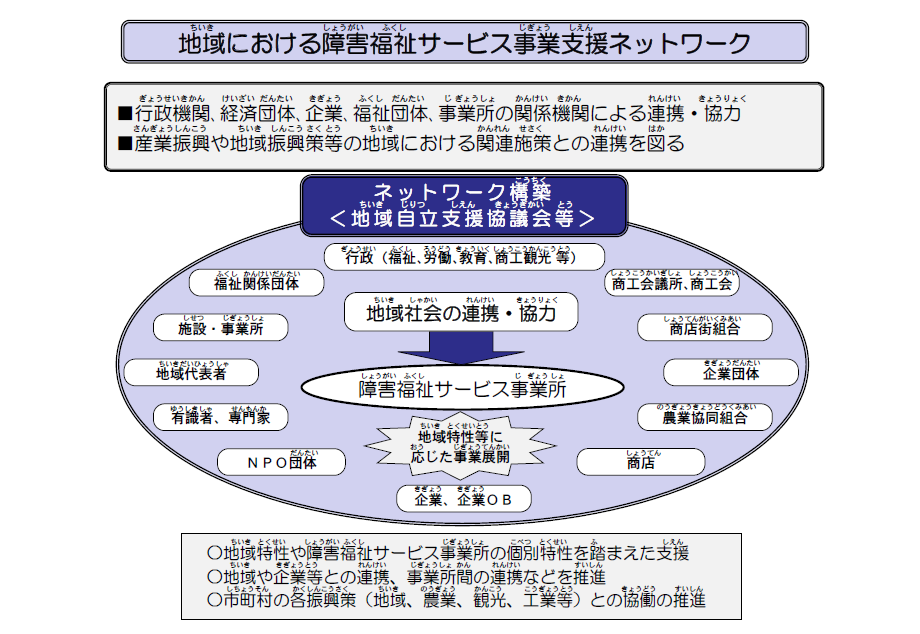 地域における障害福祉サービス事業支援ネットワーク
■行政機関、経済団体、企業、福祉団体、事業所の関係機関による連携・協力
■産業振興や地域振興策等の地域における関連施策との連携を図る
ネットワーク構築
＜地域自立支援協議会等＞
行政（福祉、労働、教育、商工観光 等）
福祉関係団体
商工会議所、商工会
地域社会の連携・協力
施設・事業所
商店街組合
地域代表者
企業団体
障害福祉サービス事業所
有識者、専門家
農業協同組合
地域特性等に
応じた事業展開
ＮＰＯ団体
商店
企業、企業ＯＢ
○地域特性や障害福祉サービス事業所の個別特性を踏まえた支援
○地域や企業等との連携、事業所間の連携などを推進
○市町村の各振興策（地域、農業、観光、工業等）との協働の推進